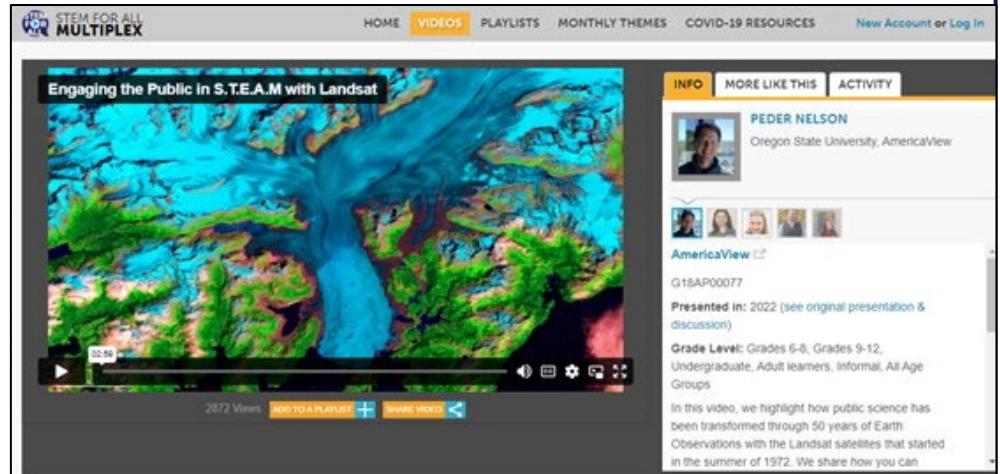 STEM FOR ALL
MULTIPLEX
HOME VIDEOS PLAYLISTS MONTHLY THEMES COVID-19 RESOURCES New Account or Log In
Engaging the Public in S.T.E.A.M with Landsat
02:59
2872 Views ADD TO A PLAYLIST SHARE VIDEO
INFO MORE LIKE THIS ACTIVITY
PEDER NELSON
Oregon State University, AmericaView
AmericaView
G18AP00077
Presented in: 2022 (see original presentation &
discussion)
Grade Level: Grades 6-8, Grades 9-12,
Undergraduate, Adult learners, Informal, All Age
Groups
In this video, we highlight how public science has
been transformed through 50 years of Earth
Observations with the Landsat satellites that started
in the summer of 1972. We share how you can